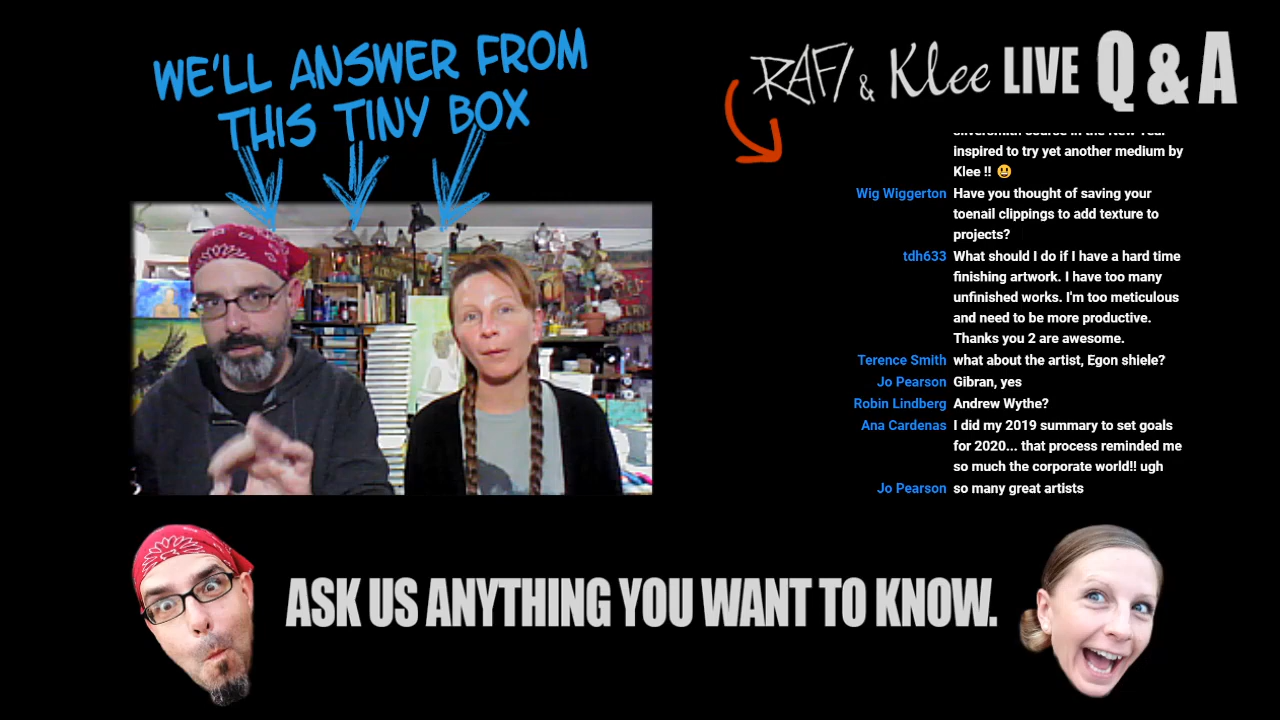 WE'LL ANSWER FROM
THIS TINY BOX
RAFI & Klee LIVE Q & A
inspired to try yet another medium by
Klee !! 😃
Wig Wiggerton Have you thought of saving your
toenail clippings to add texture to
projects?
tdh633 What should I do if I have a hard time
finishing artwork. I have too many
unfinished works. I'm too meticulous
and need to be more productive.
Thanks you 2 are awesome.
Terence Smith what about the artist, Egon shiele?
Jo Pearson Gibran, yes
Robin Lindberg Andrew Wythe?
Ana Cardenas I did my 2019 summary to set goals
for 2020... that process reminded me
so much the corporate world!! ugh
Jo Pearson so many great artists
ASK US ANYTHING YOU WANT TO KNOW.